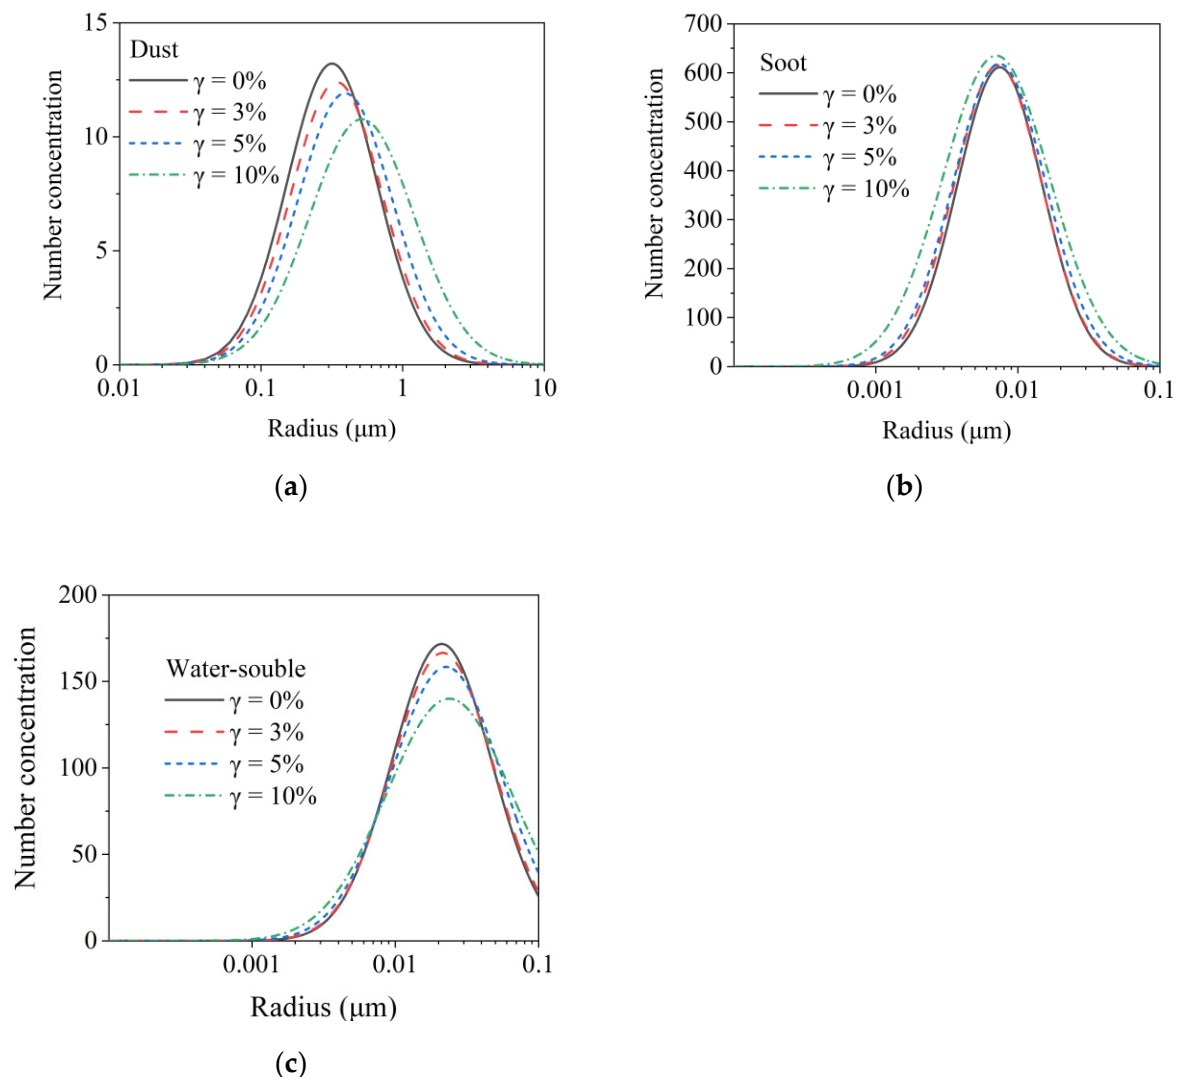 Dust
γ = 0%
γ = 3%
γ = 5%
γ = 10%
Number concentration
15
10
5
0
0.01 0.1 1 10
Radius (μm)
(a)
Soot
γ = 0%
γ = 3%
γ = 5%
γ = 10%
Number concentration
700
600
500
400
300
200
100
0
0.001 0.01 0.1
Radius (μm)
(b)
Water-souble
γ = 0%
γ = 3%
γ = 5%
γ = 10%
Number concentration
200
150
100
50
0
0.001 0.01 0.1
Radius (μm)
(c)